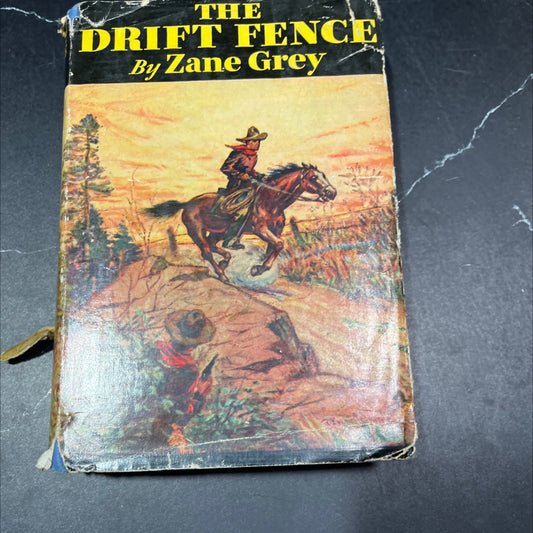 THE
DRIFT FENCE
By Zane Grey